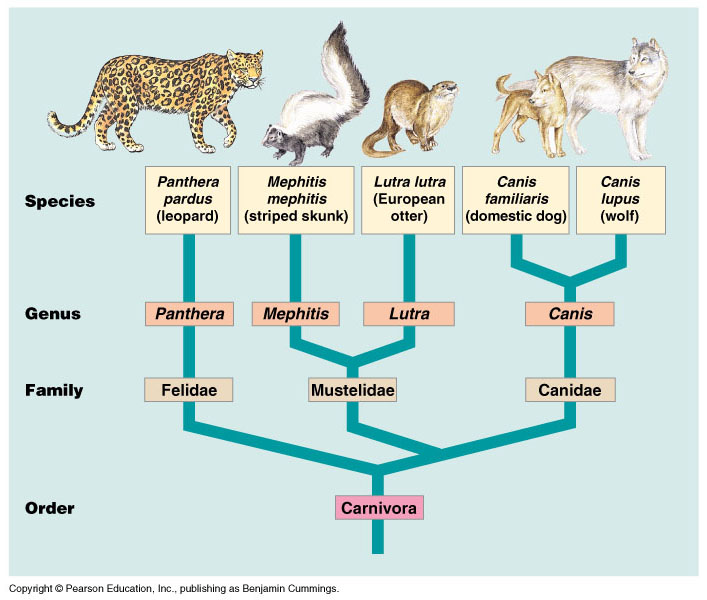 Species
Panthera
pardus
(leopard)
Mephitis
mephitis
(striped skunk)
Lutra lutra
(European
otter)
Canis
familiaris
(domestic dog)
Canis
lupus
(wolf)
Genus
Panthera
Mephitis
Lutra
Canis
Family
Felidae
Mustelidae
Canidae
Order
Carnivora
Copyright © Pearson Education, Inc., publishing as Benjamin Cummings.